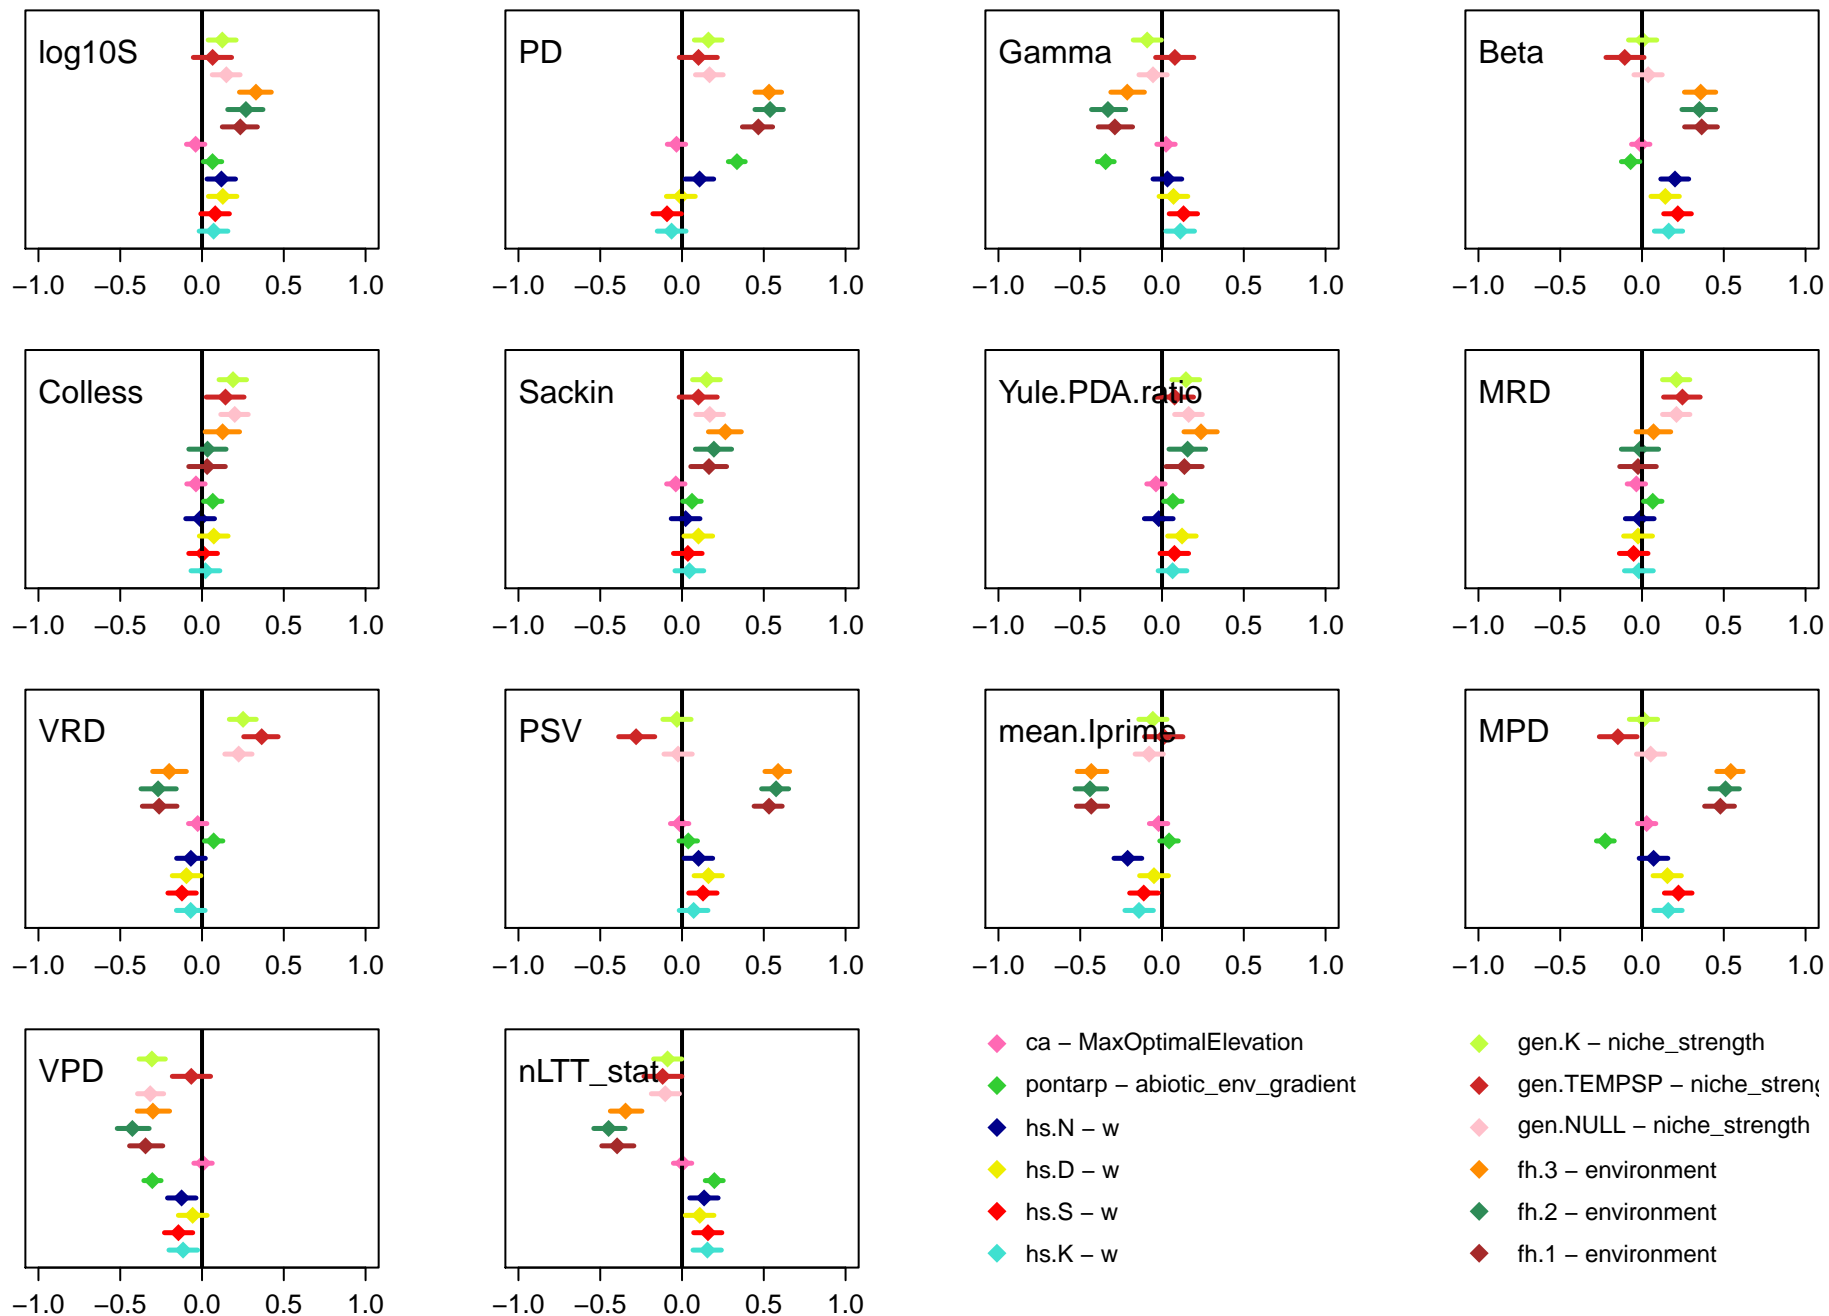 log10S PD Gamma Beta
−1.0 −0.5 0.0 0.5 1.0 −1.0 −0.5 0.0 0.5 1.0 −1.0 −0.5 0.0 0.5 1.0 −1.0 −0.5 0.0 0.5 1.0
Colless Sackin Yule.PDA.ratio MRD
−1.0 −0.5 0.0 0.5 1.0 −1.0 −0.5 0.0 0.5 1.0 −1.0 −0.5 0.0 0.5 1.0 −1.0 −0.5 0.0 0.5 1.0
VRD PSV mean.Iprime MPD
−1.0 −0.5 0.0 0.5 1.0 −1.0 −0.5 0.0 0.5 1.0 −1.0 −0.5 0.0 0.5 1.0 −1.0 −0.5 0.0 0.5 1.0
VPD nLTT_stat
−1.0 −0.5 0.0 0.5 1.0 −1.0 −0.5 0.0 0.5 1.0
ca − MaxOptimalElevation
pontarp − abiotic_env_gradient
hs.N − w
hs.D − w
hs.S − w
hs.K − w
gen.K − niche_strength
gen.TEMPSP − niche_streng
gen.NULL − niche_strength
fh.3 − environment
fh.2 − environment
fh.1 − environment